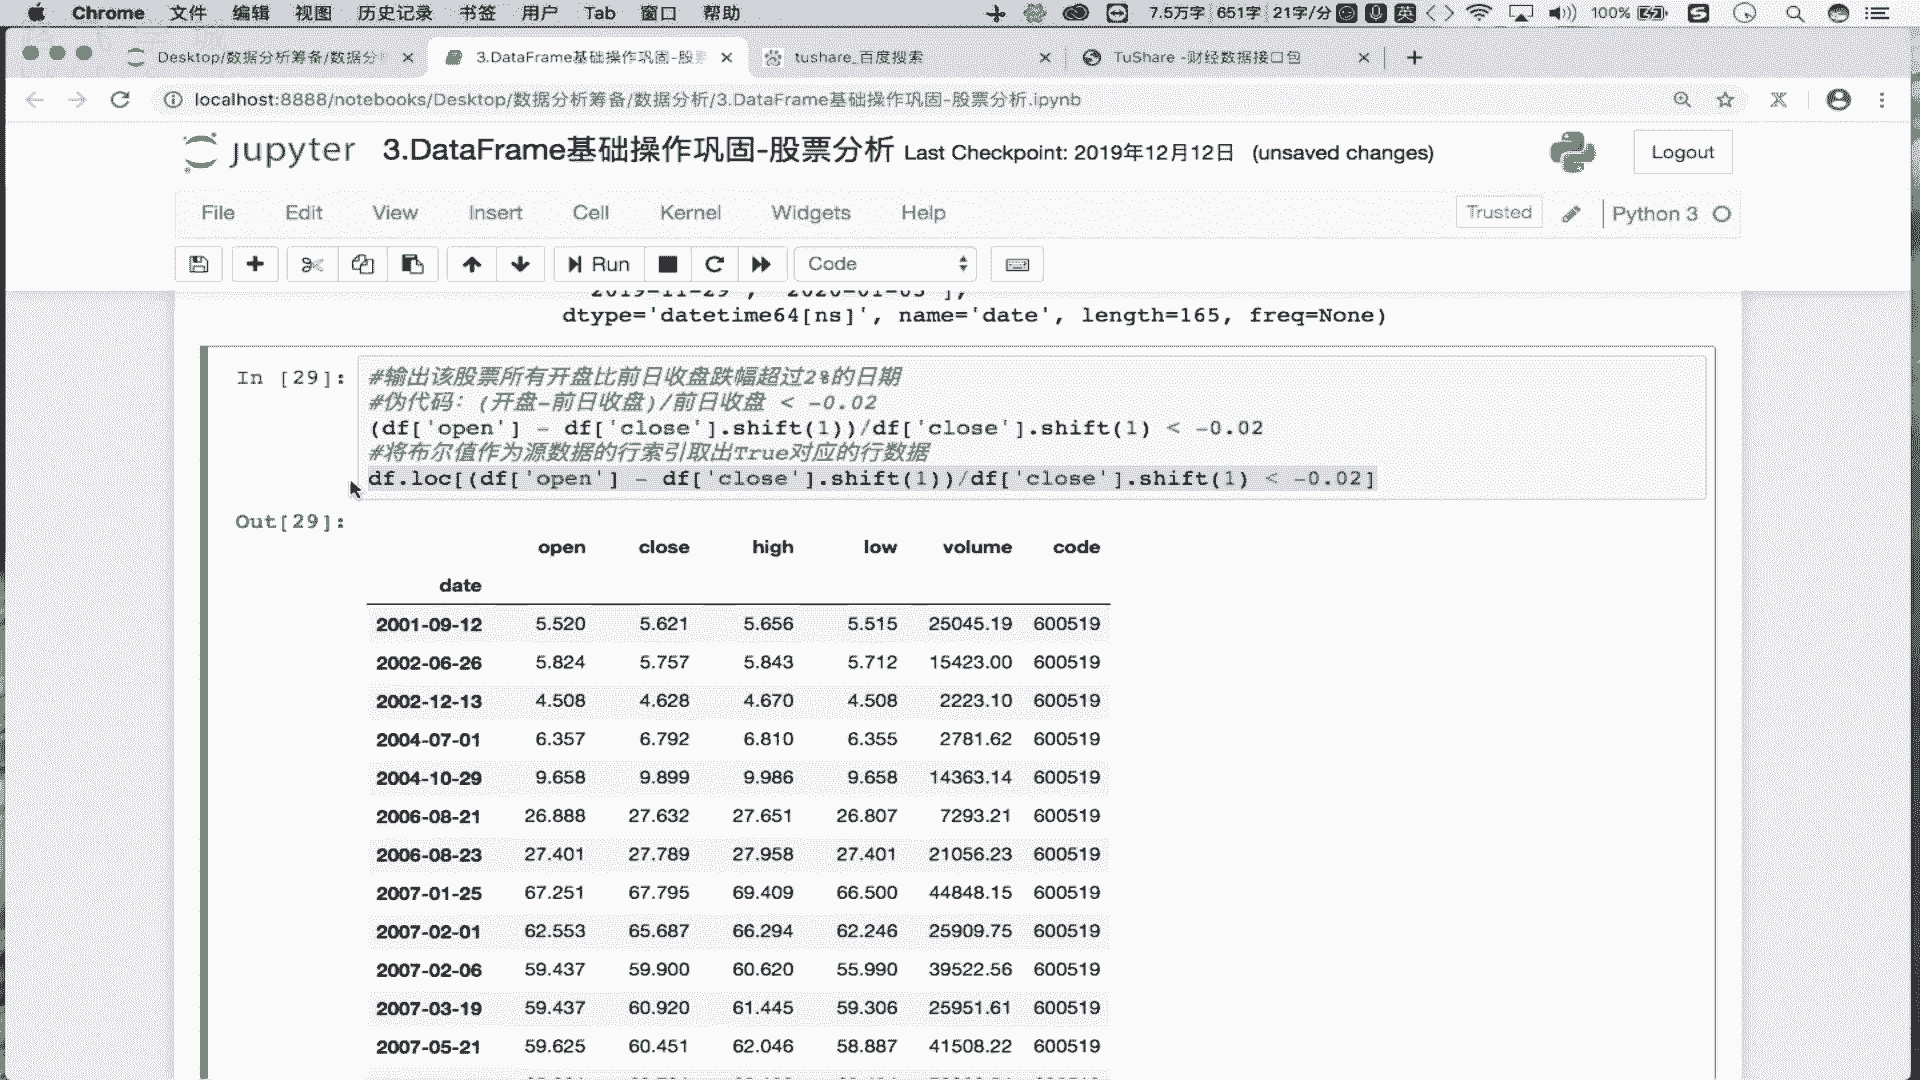 Chrome 文件 编辑 视图 历史记录 书签 用户 Tab 窗口 帮助 7.5万字 651字 21字/分 英 100%
Desktop/数据分析筹备/数据分 3.DataFrame基础操作巩固-股 tushare_百度搜索 TuShare -财经数据接口包
localhost:8888/notebooks/Desktop/数据分析筹备/数据分析/3.DataFrame基础操作巩固-股票分析.ipynb
jupyter 3.DataFrame基础操作巩固-股票分析 Last Checkpoint: 2019年12月12日 (unsaved changes) Logout
File Edit View Insert Cell Kernel Widgets Help Trusted Python 3
Run Code
dtype='datetime64[ns]', name='date', length=165, freq=None)
In [29]: #输出该股票所有开盘比前日收盘跌幅超过2%的日期
#伪代码：(开盘-前日收盘)/前日收盘 < -0.02
(df['open'] - df['close'].shift(1))/df['close'].shift(1) < -0.02
#将布尔值作为源数据的行索引取出True对应的行数据
df.loc[(df['open'] - df['close'].shift(1))/df['close'].shift(1) < -0.02]
Out[29]:
open close high low volume code
date
2001-09-12 5.520 5.621 5.656 5.515 25045.19 600519
2002-06-26 5.824 5.757 5.843 5.712 15423.00 600519
2002-12-13 4.508 4.628 4.670 4.508 2223.10 600519
2004-07-01 6.357 6.792 6.810 6.355 2781.62 600519
2004-10-29 9.658 9.899 9.986 9.658 14363.14 600519
2006-08-21 26.888 27.632 27.651 26.807 7293.21 600519
2006-08-23 27.401 27.789 27.958 27.401 21056.23 600519
2007-01-25 67.251 67.795 69.409 66.500 44848.15 600519
2007-02-01 62.553 65.687 66.294 62.246 25909.75 600519
2007-02-06 59.437 59.900 60.620 55.990 39522.56 600519
2007-03-19 59.437 60.920 61.445 59.306 25951.61 600519
2007-05-21 59.625 60.451 62.046 58.887 41508.22 600519